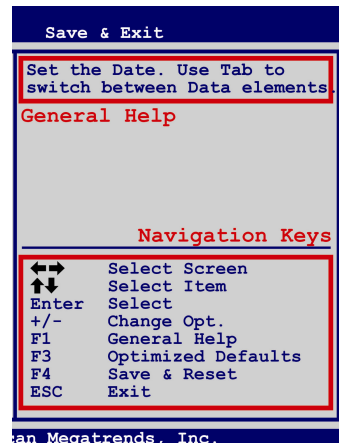 Save & Exit
Set the Date. Use Tab to
switch between Data elements.
General Help
Navigation Keys
←→ Select Screen
↑↓ Select Item
Enter Select
+/- Change Opt.
F1 General Help
F3 Optimized Defaults
F4 Save & Reset
ESC Exit
an Megatrends, Inc.